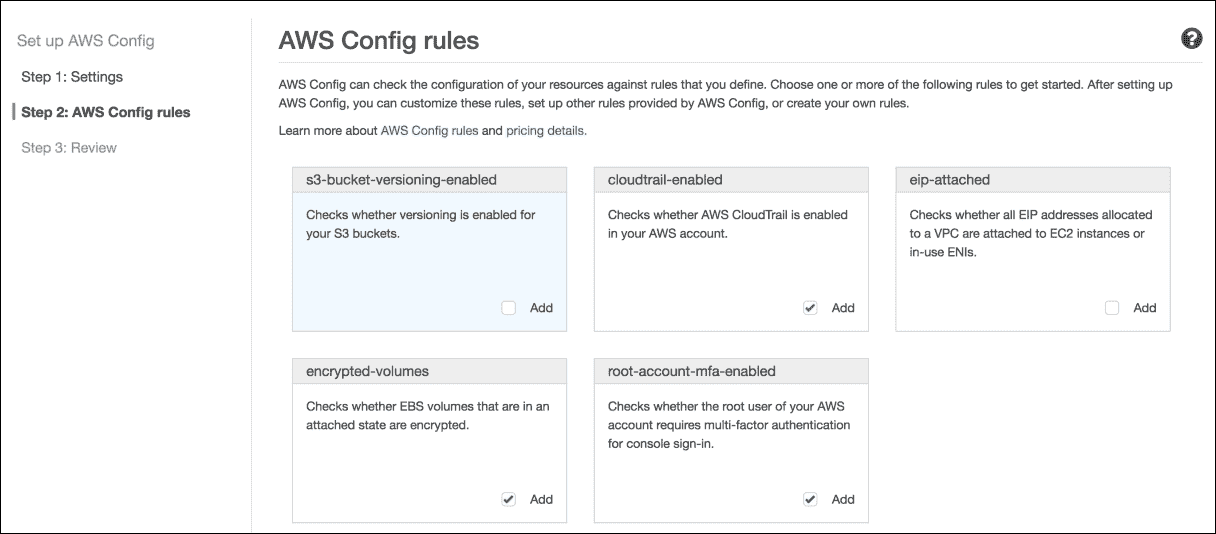 Set up AWS Config
Step 1: Settings
Step 2: AWS Config rules
Step 3: Review
AWS Config rules
?
AWS Config can check the configuration of your resources against rules that you define. Choose one or more of the following rules to get started. After setting up
AWS Config, you can customize these rules, set up other rules provided by AWS Config, or create your own rules.
Learn more about AWS Config rules and pricing details.
s3-bucket-versioning-enabled
Checks whether versioning is enabled for
your S3 buckets.
Add
cloudtrail-enabled
Checks whether AWS CloudTrail is enabled
in your AWS account.
Add
eip-attached
Checks whether all EIP addresses allocated
to a VPC are attached to EC2 instances or
in-use ENIs.
Add
encrypted-volumes
Checks whether EBS volumes that are in an
attached state are encrypted.
Add
root-account-mfa-enabled
Checks whether the root user of your AWS
account requires multi-factor authentication
for console sign-in.
Add